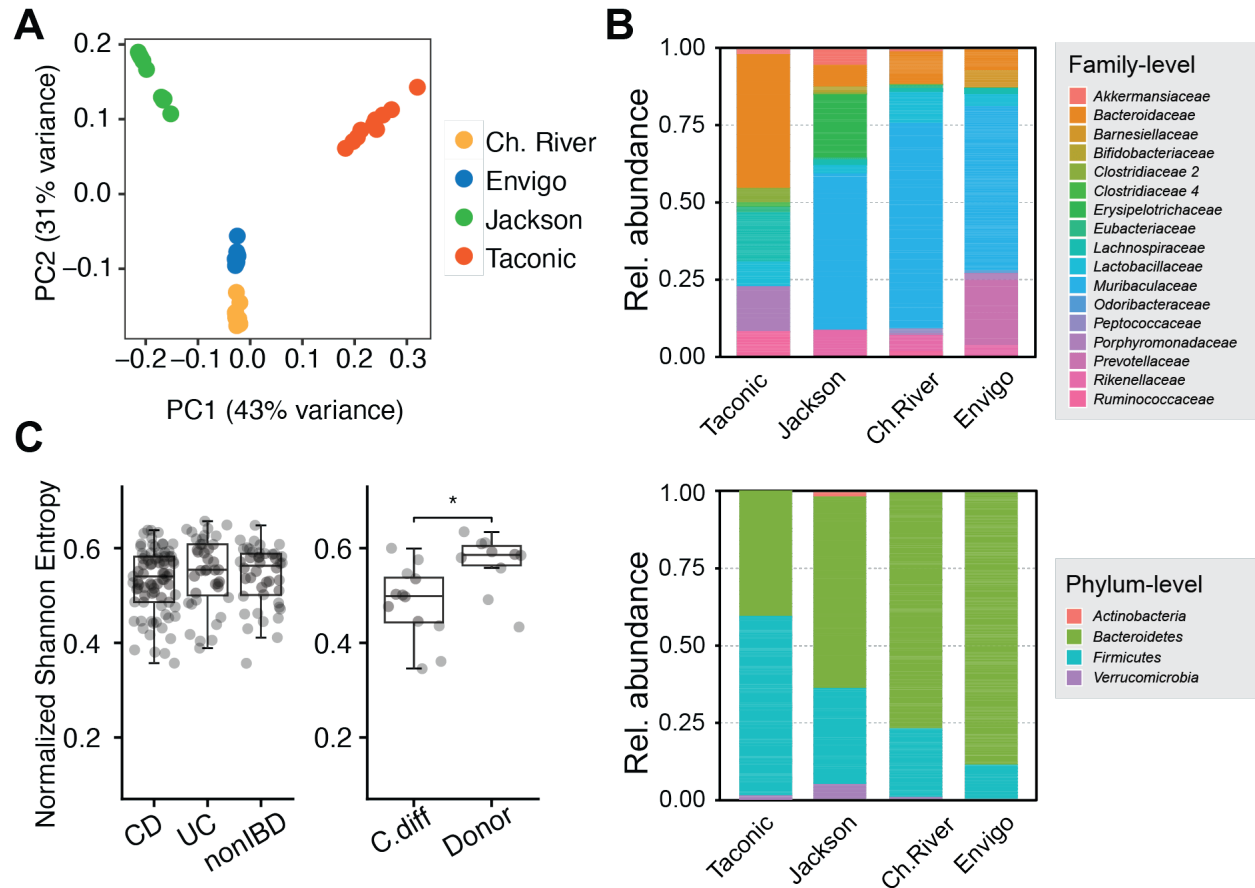 A
0.2
0.1
0.0
−0.1
PC2 (31% variance)
−0.2
−0.1
0.0
0.1
0.2
0.3
PC1 (43% variance)
Ch. River
Envigo
Jackson
Taconic
B
1.00
0.75
0.50
0.25
0.00
Rel. abundance
Taconic
Jackson
Ch.River
Envigo
Family-level
Akkermansiaceae
Bacteroidaceae
Barnesiellaceae
Bifidobacteriaceae
Clostridiaceae 2
Clostridiaceae 4
Erysipelotrichaceae
Eubacteriaceae
Lachnospiraceae
Lactobacillaceae
Muribaculaceae
Odoribacteraceae
Peptococcaceae
Porphyromonadaceae
Prevotellaceae
Rikenellaceae
Ruminococcaceae
C
Normalized Shannon Entropy
0.6
0.4
0.2
CD
UC
nonIBD
0.6
0.4
0.2
*
C.diff
Donor
1.00
0.75
0.50
0.25
0.00
Rel. abundance
Taconic
Jackson
Ch.River
Envigo
Phylum-level
Actinobacteria
Bacteroidetes
Firmicutes
Verrucomicrobia